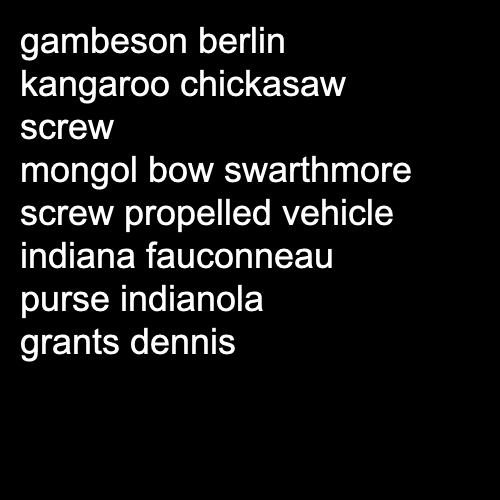 gambeson berlin
kangaroo chickasaw
screw
mongol bow swarthmore
screw propelled vehicle
indiana fauconneau
purse indianola
grants dennis